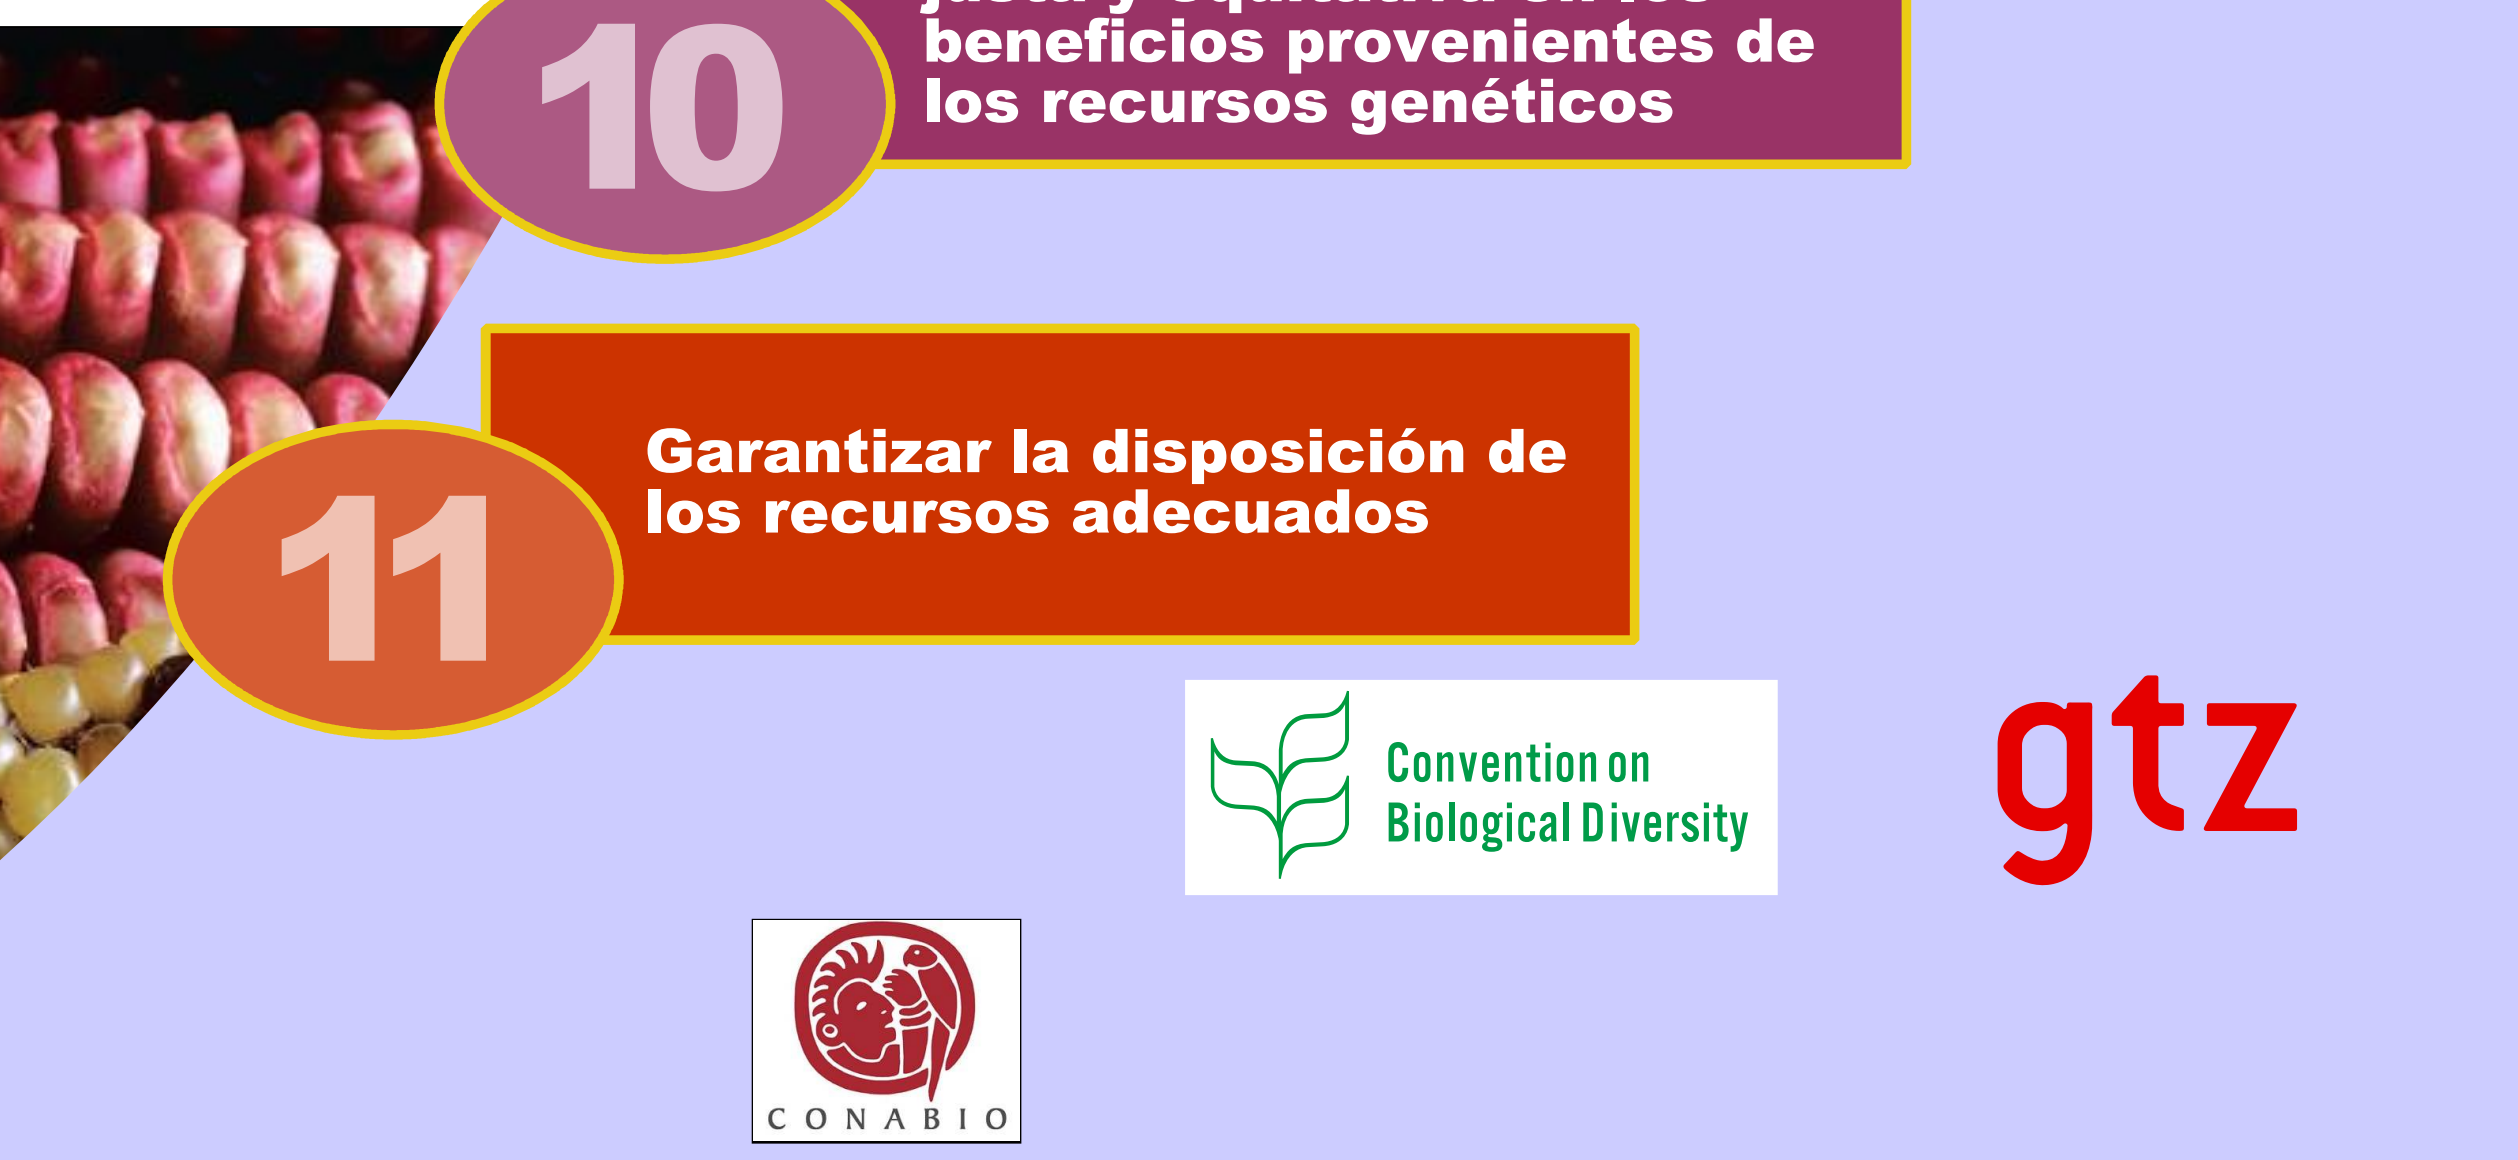 10
beneficios provenientes de
los recursos genéticos
11
Garantizar la disposición de
los recursos adecuados
Convention on
Biological Diversity
gtz
CONABIO